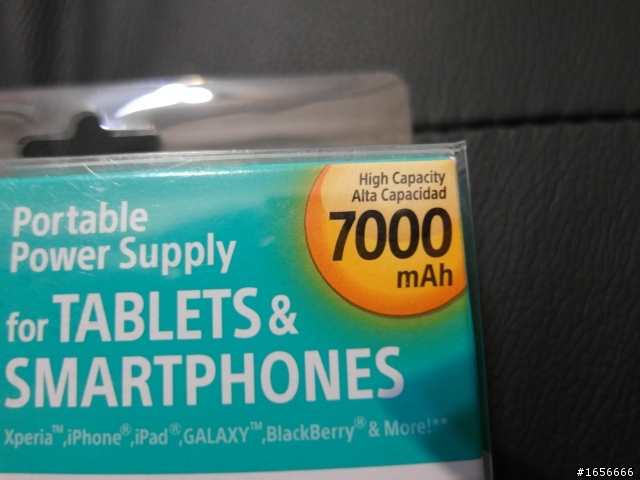 High Capacity
Alta Capacidad
7000
mAh
Portable
Power Supply
for TABLETS &
SMARTPHONES
Xperia™,iPhone®,iPad®,GALAXY™,BlackBerry® & More!**
#1656666